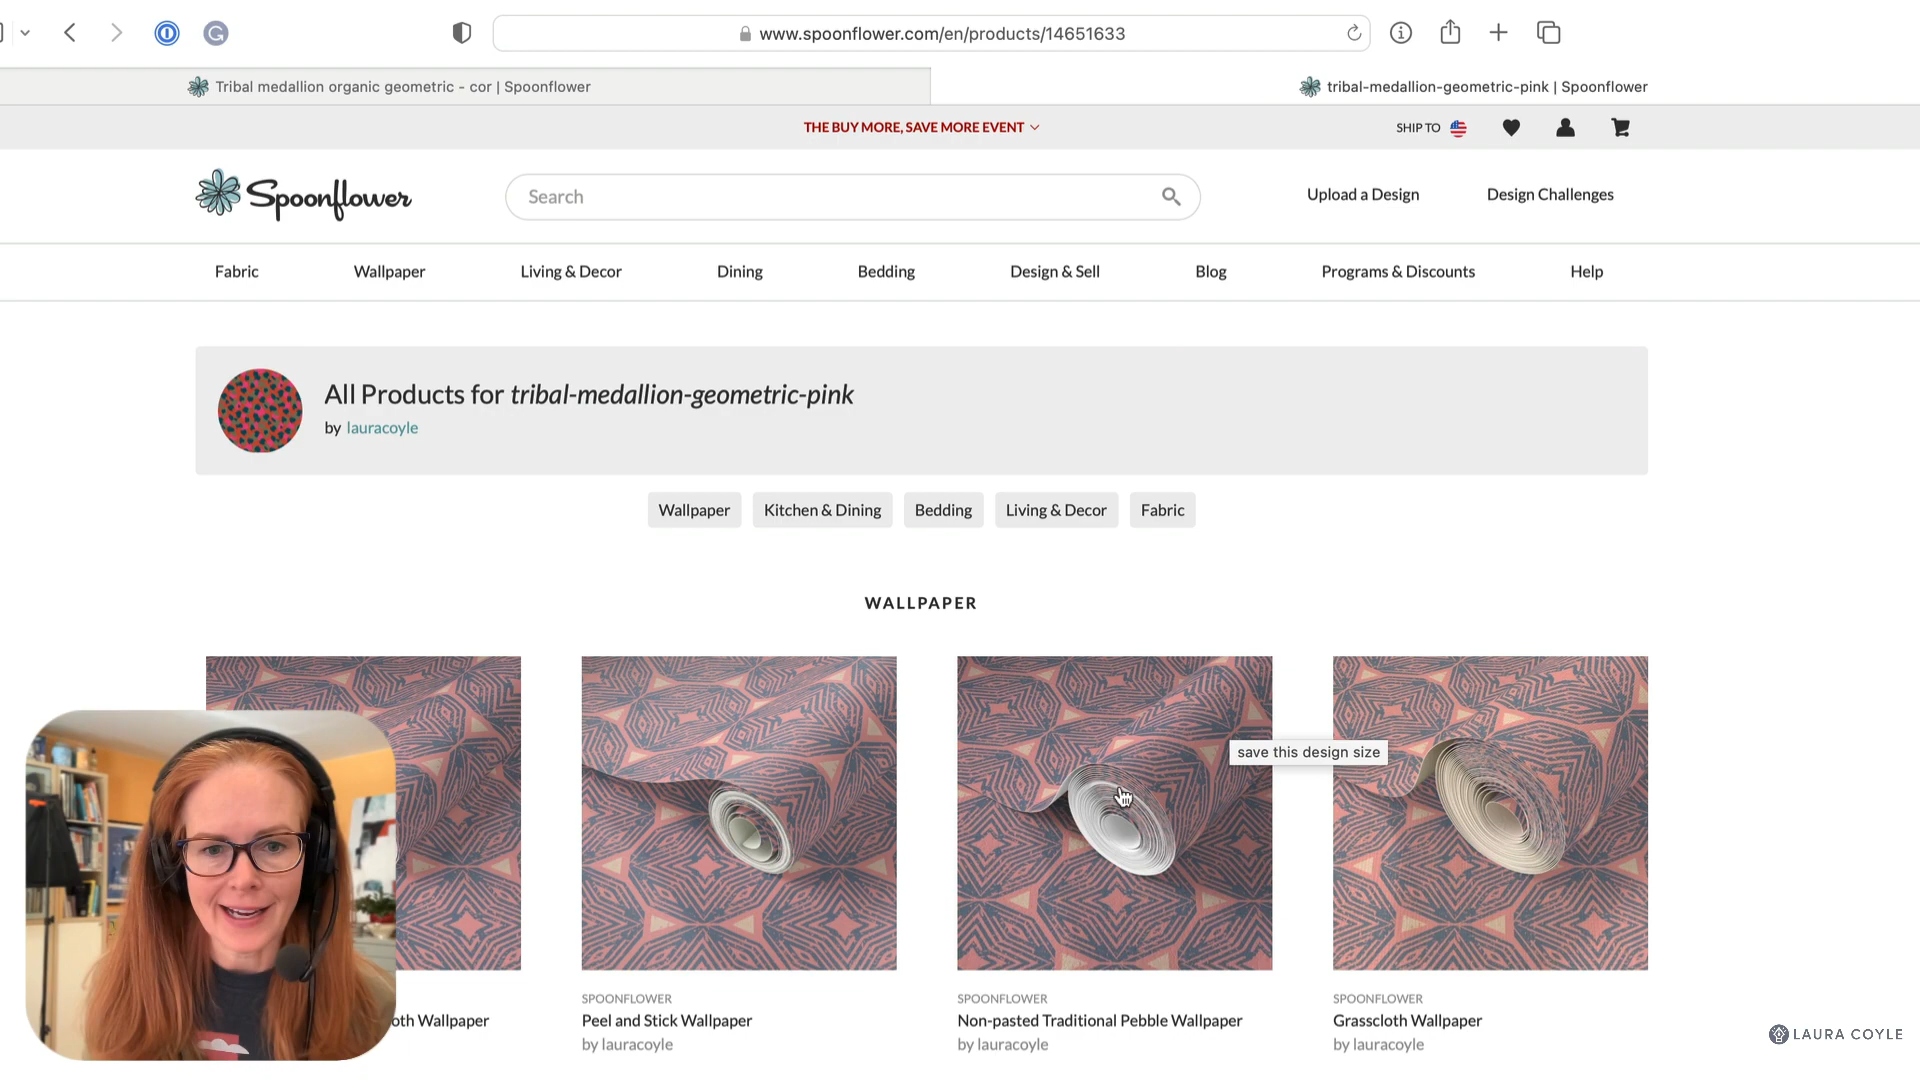 www.spoonflower.com/en/products/14651633
Tribal medallion organic geometric - cor | Spoonflower
tribal-medallion-geometric-pink | Spoonflower
THE BUY MORE, SAVE MORE EVENT
SHIP TO
Spoonflower
Search
Upload a Design
Design Challenges
Fabric
Wallpaper
Living & Decor
Dining
Bedding
Design & Sell
Blog
Programs & Discounts
Help
All Products for tribal-medallion-geometric-pink
by lauracoyle
Wallpaper
Kitchen & Dining
Bedding
Living & Decor
Fabric
WALLPAPER
save this design size
oth Wallpaper
SPOONFLOWER
Peel and Stick Wallpaper
by lauracoyle
SPOONFLOWER
Non-pasted Traditional Pebble Wallpaper
by lauracoyle
SPOONFLOWER
Grasscloth Wallpaper
by lauracoyle
LAURA COYLE